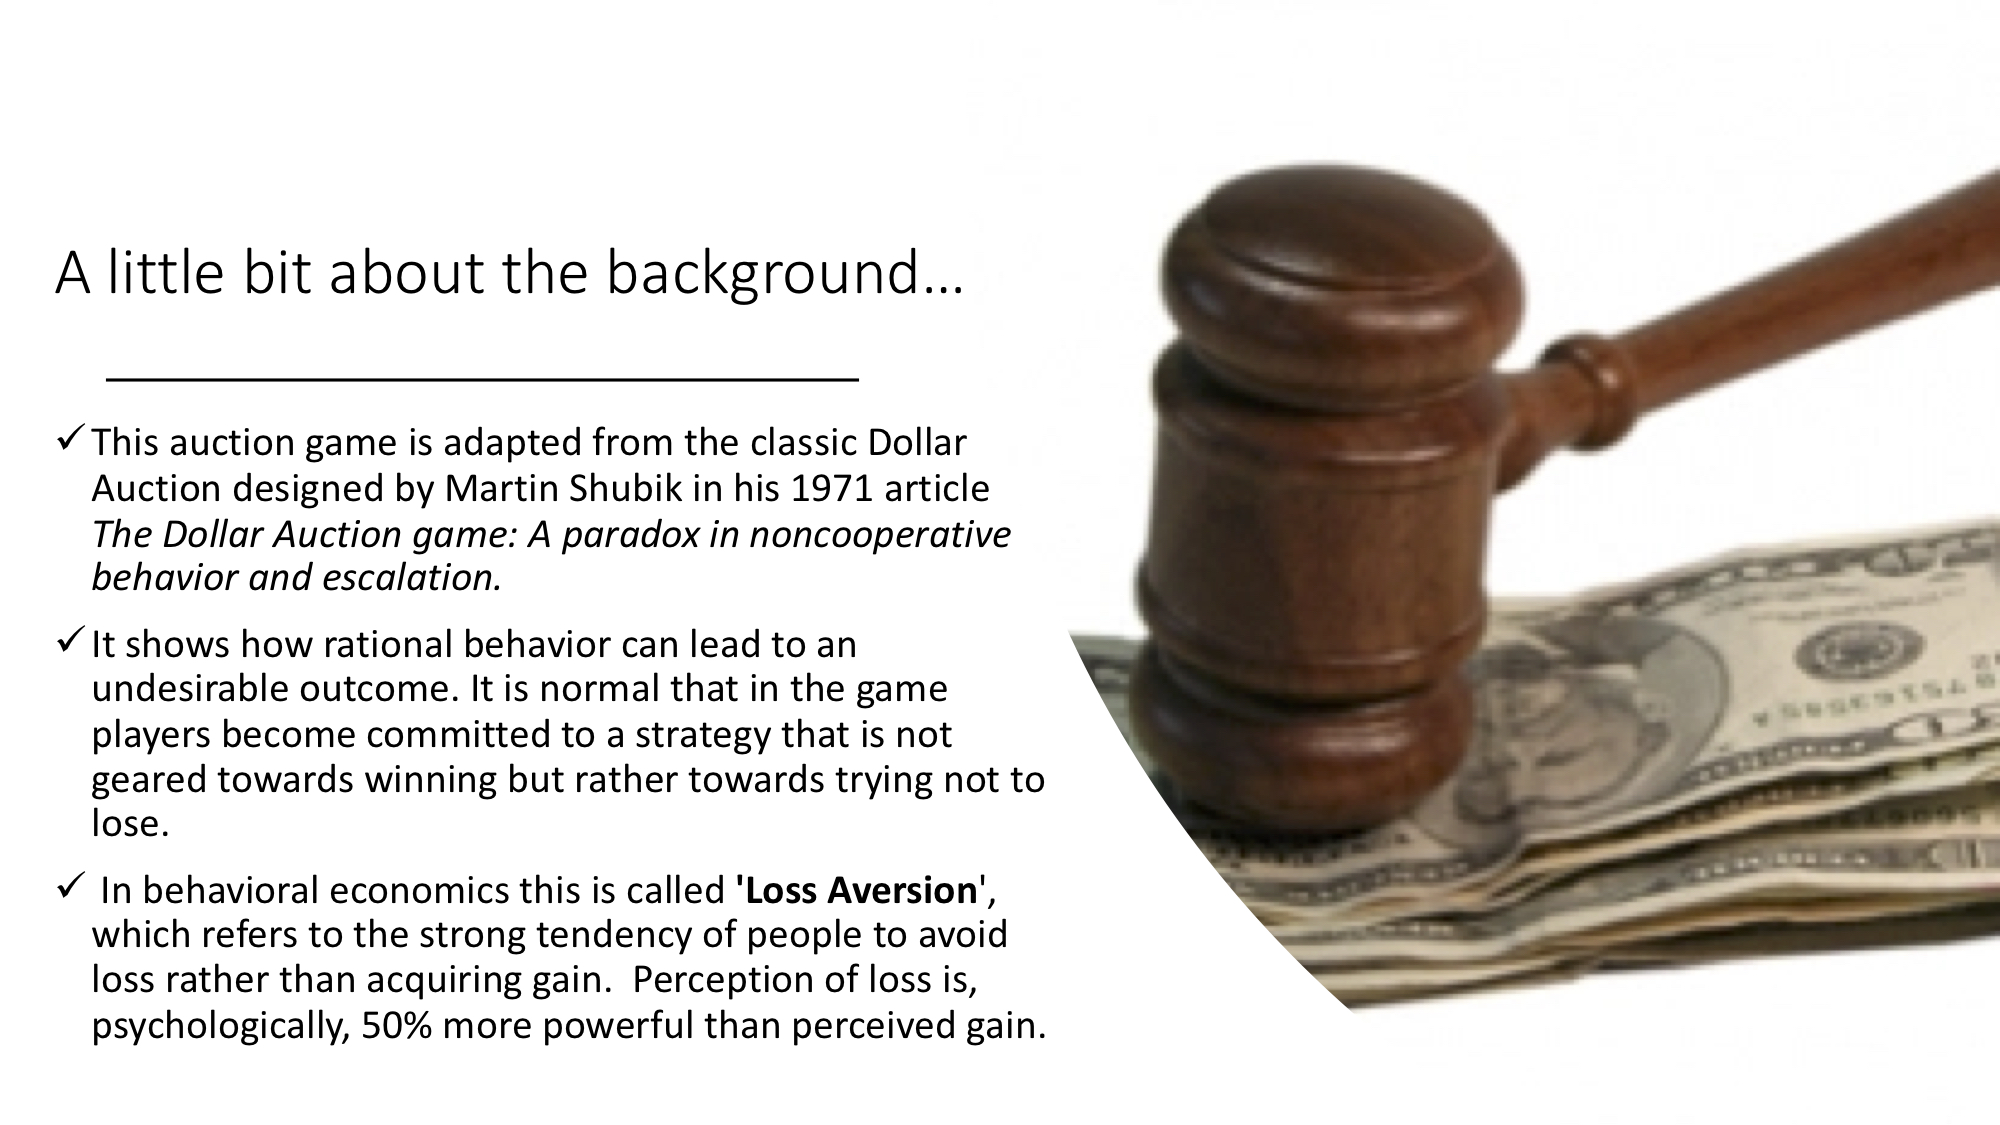 A little bit about the background...
✓ This auction game is adapted from the classic Dollar
Auction designed by Martin Shubik in his 1971 article
The Dollar Auction game: A paradox in noncooperative
behavior and escalation.
✓ It shows how rational behavior can lead to an
undesirable outcome. It is normal that in the game
players become committed to a strategy that is not
geared towards winning but rather towards trying not to
lose.
✓ In behavioral economics this is called 'Loss Aversion',
which refers to the strong tendency of people to avoid
loss rather than acquiring gain.  Perception of loss is,
psychologically, 50% more powerful than perceived gain.